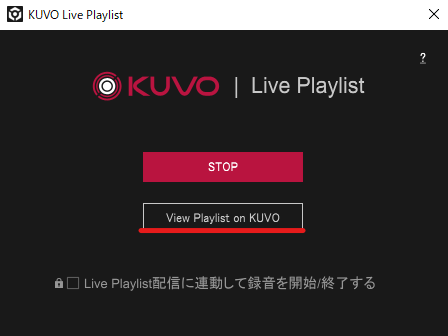 KUVO Live Playlist
?
KUVO | Live Playlist
STOP
View Playlist on KUVO
Live Playlist配信に連動して録音を開始/終了する